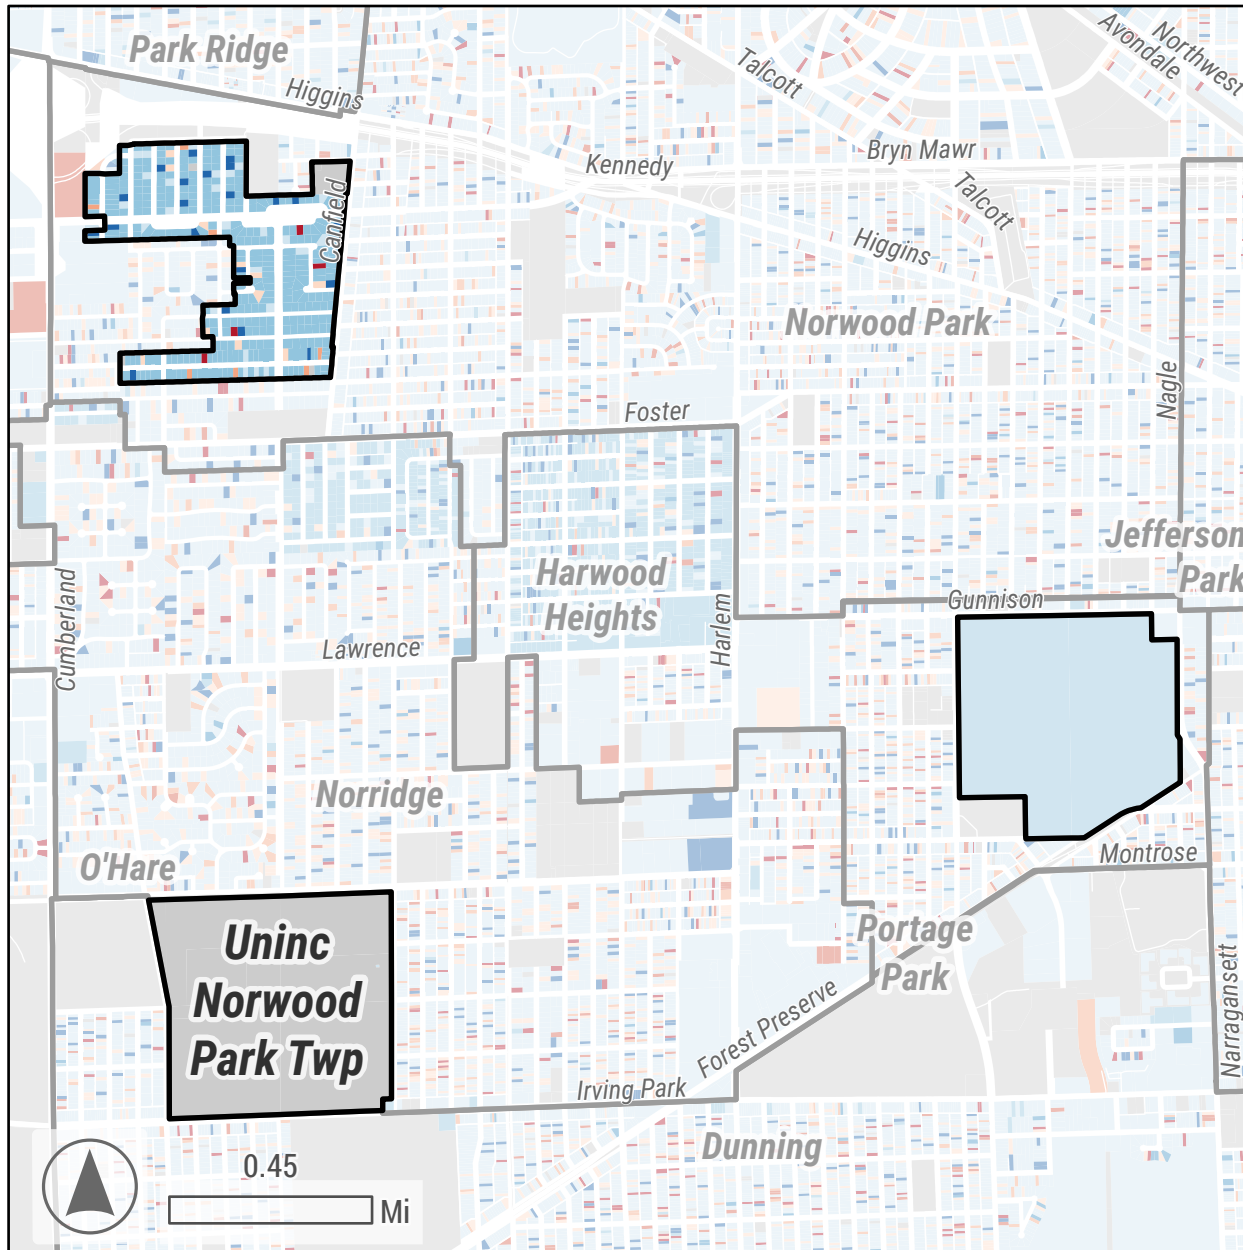 Park Ridge
Higgins
Talcott
Avondale
Northwest
Kennedy
Bryn Mawr
Talcott
Canfield
Higgins
Norwood Park
Nagle
Foster
Jefferson
Park
Harwood
Heights
Gunnison
Cumberland
Lawrence
Harlem
Norridge
O'Hare
Montrose
Uninc
Norwood
Park Twp
Portage
Park
Forest Preserve
Narragansett
Irving Park
Dunning
0.45
Mi